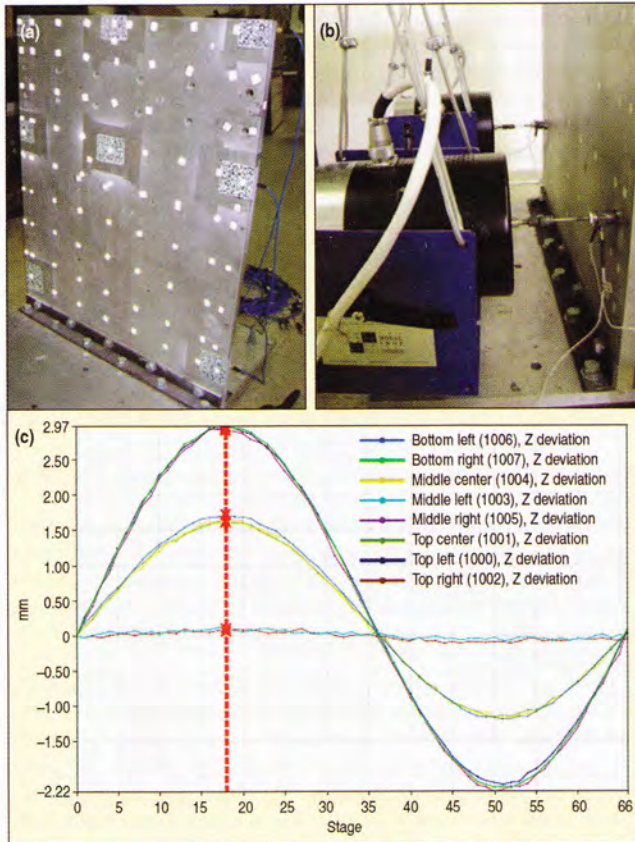 (a)
(b)
(c)
Bottom left (1006), Z deviation
Bottom right (1007), Z deviation
Middle center (1004), Z deviation
Middle left (1003), Z deviation
Middle right (1005), Z deviation
Top center (1001), Z deviation
Top left (1000), Z deviation
Top right (1002), Z deviation
2.97
2.50
2.00
1.50
1.00
0.50
0
−0.50
−1.00
−1.50
−2.22
mm
0 5 10 15 20 25 30 36 40 45 50 55 60 66
Stage